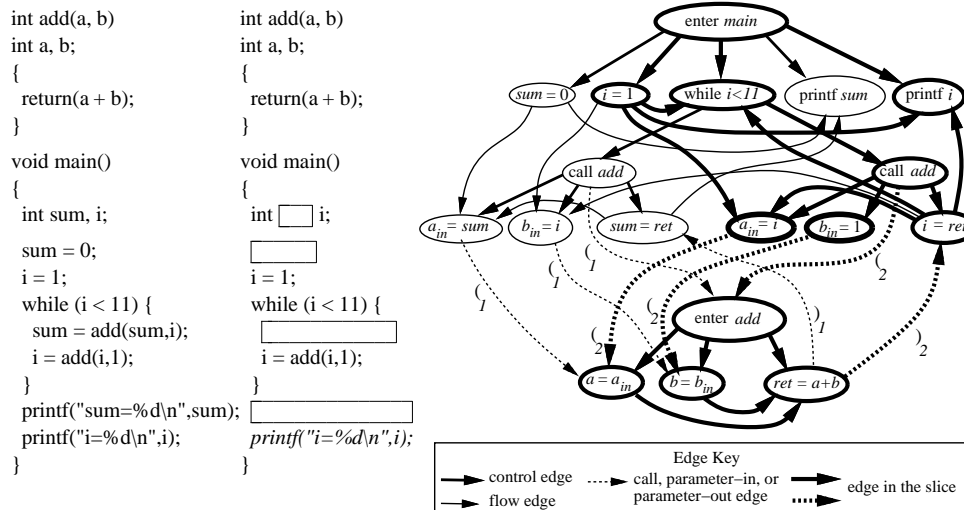 int add(a, b)
int a, b;
{
return(a + b);
}
void main()
{
int sum, i;
sum = 0;
i = 1;
while (i < 11) {
sum = add(sum,i);
i = add(i,1);
}
printf("sum=%d\n",sum);
printf("i=%d\n",i);
}
int add(a, b)
int a, b;
{
return(a + b);
}
void main()
{
int i;
i = 1;
while (i < 11) {
i = add(i,1);
}
printf("i=%d\n",i);
}
enter main
sum = 0
i = 1
while i<11
printf sum
printf i
call add
call add
a_in = sum
b_in = i
sum = ret
a_in = i
b_in = 1
i = ret
(1
(1
(1
(2
(2
(2
)1
)2
enter add
a = a_in
b = b_in
ret = a+b
Edge Key
control edge
flow edge
call, parameter–in, or
parameter–out edge
edge in the slice